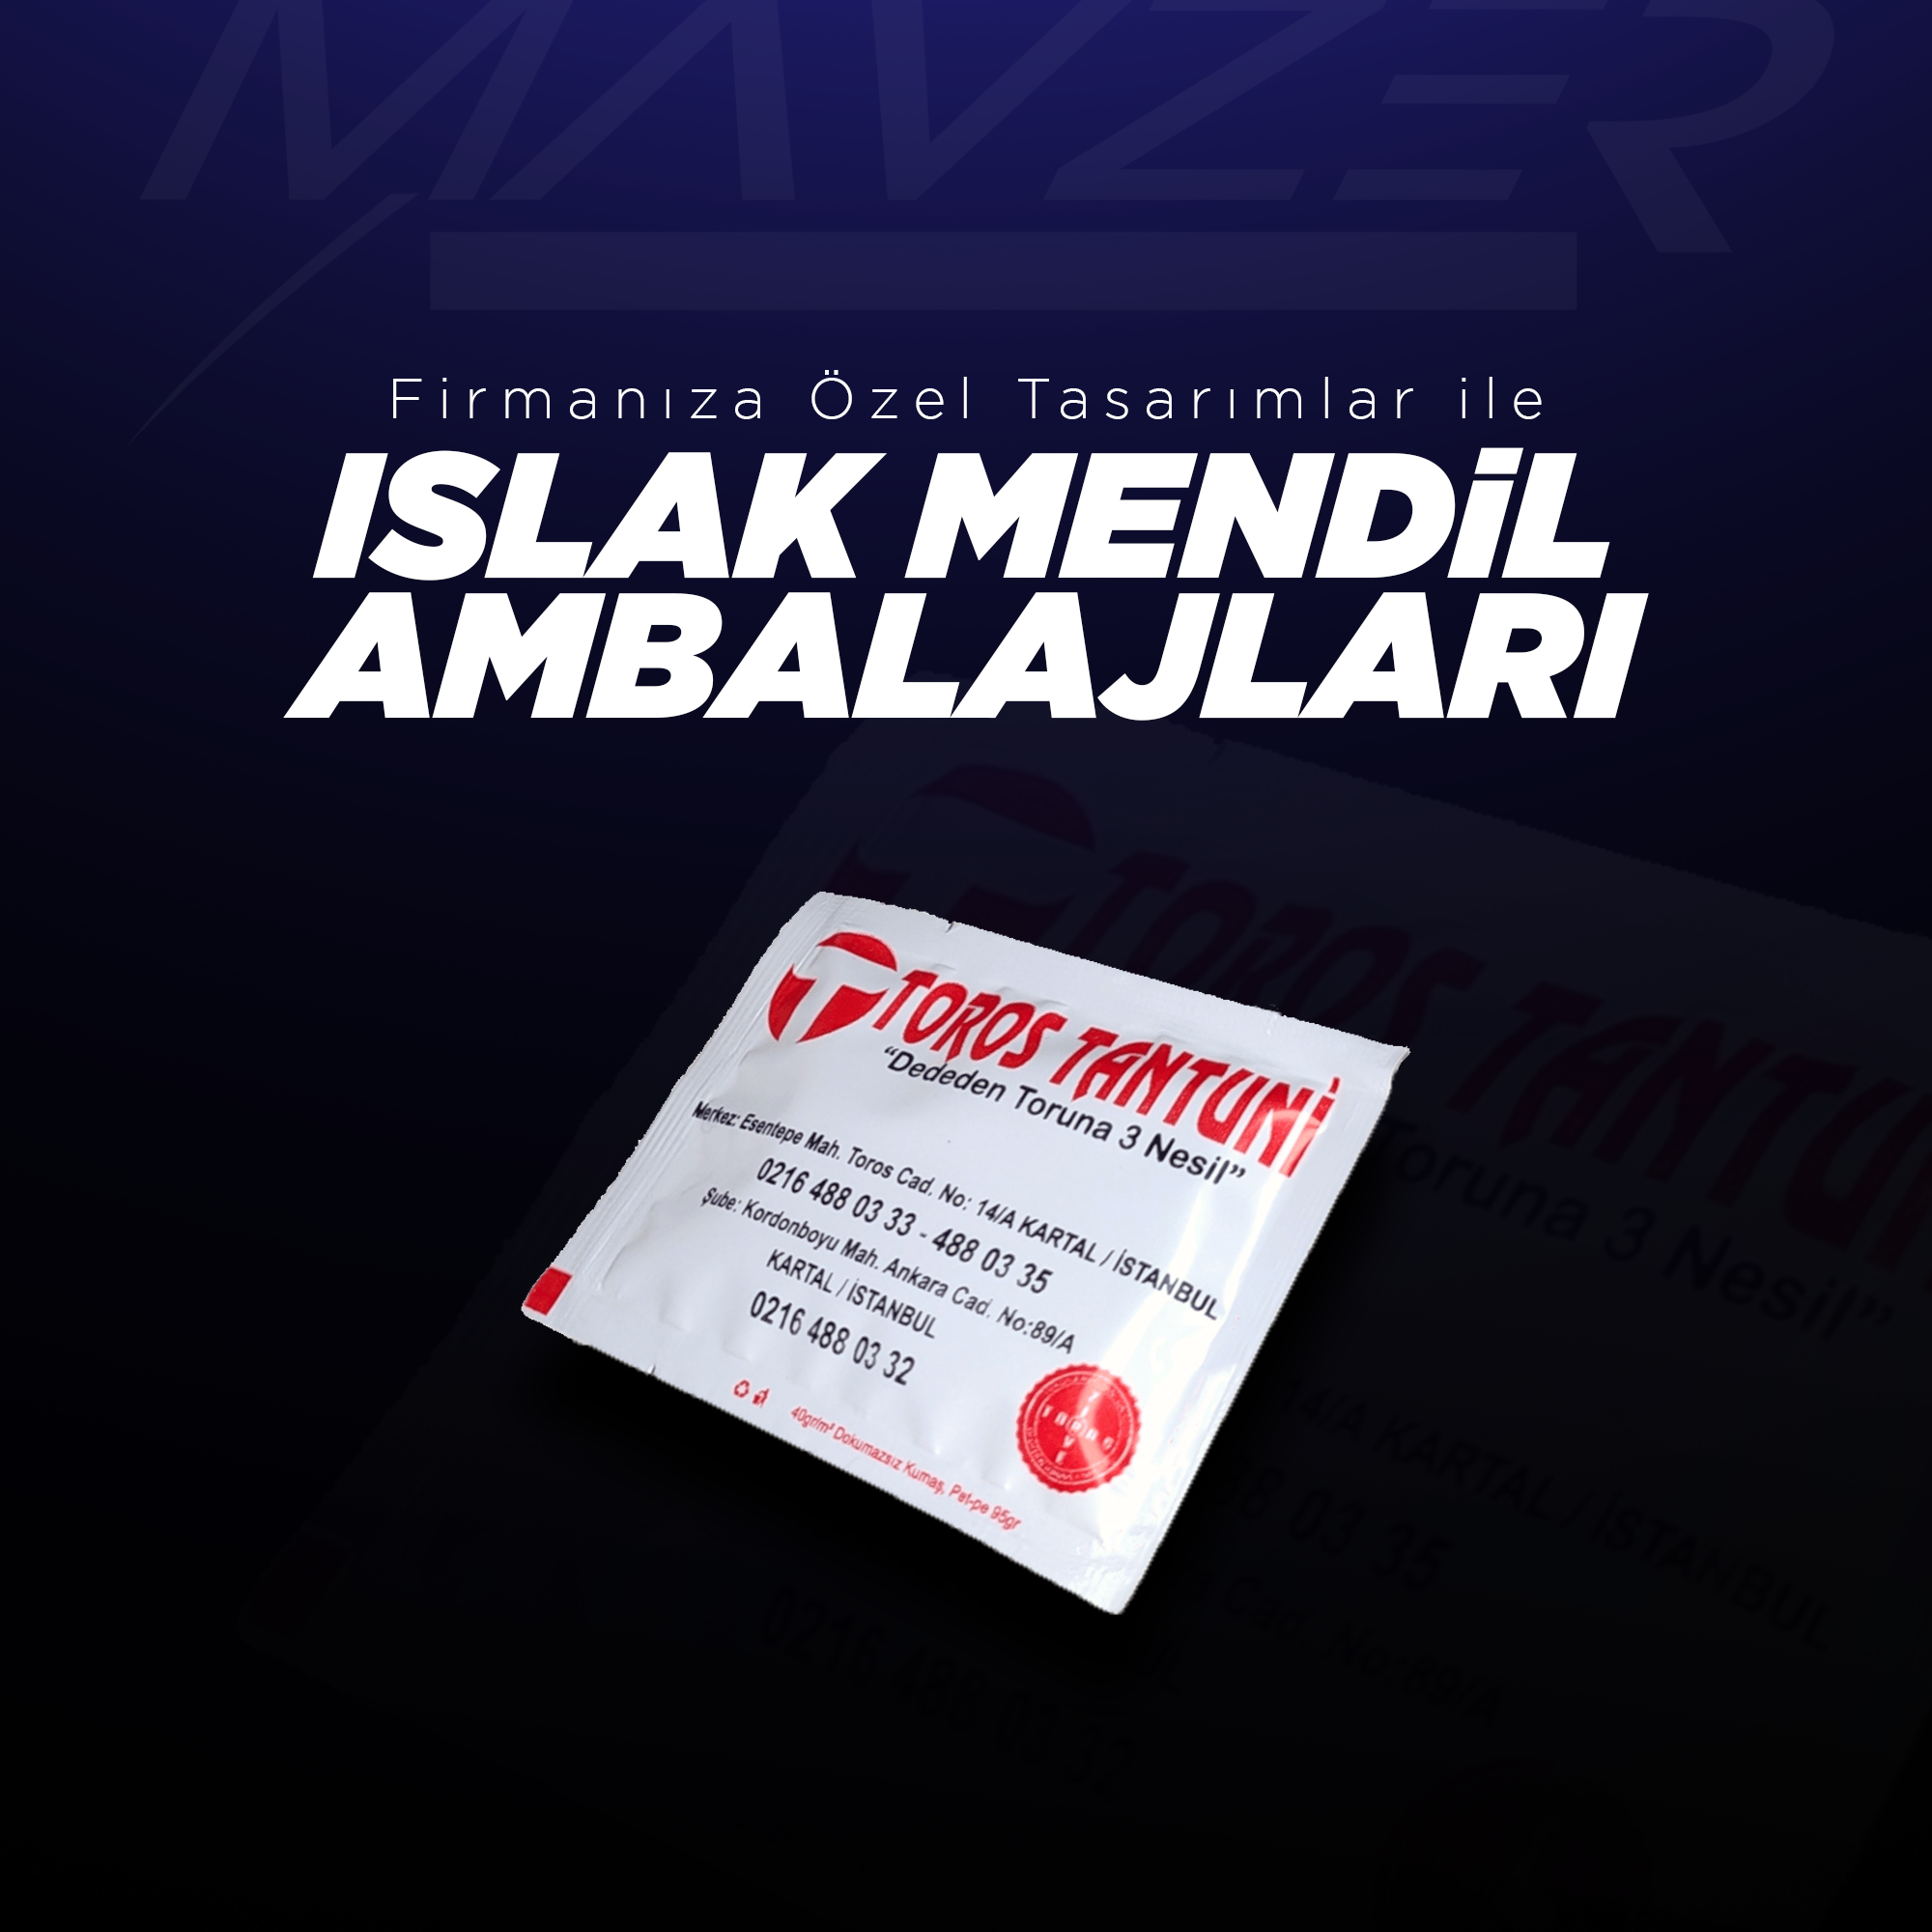 MAVZER
Firmanıza Özel Tasarımlar ile
ISLAK MENDİL
AMBALAJLARI
TOROS TANTUNİ
“Dededen Toruna 3 Nesil”
Merkez: Esentepe Mah. Toros Cad. No: 14/A KARTAL / İSTANBUL
0216 488 03 33 - 488 03 35
Şube: Kordonboyu Mah. Ankara Cad. No:89/A
KARTAL / İSTANBUL
0216 488 03 32
40gr/m² Dokumazsız Kumaş, Pet-pe 95gr